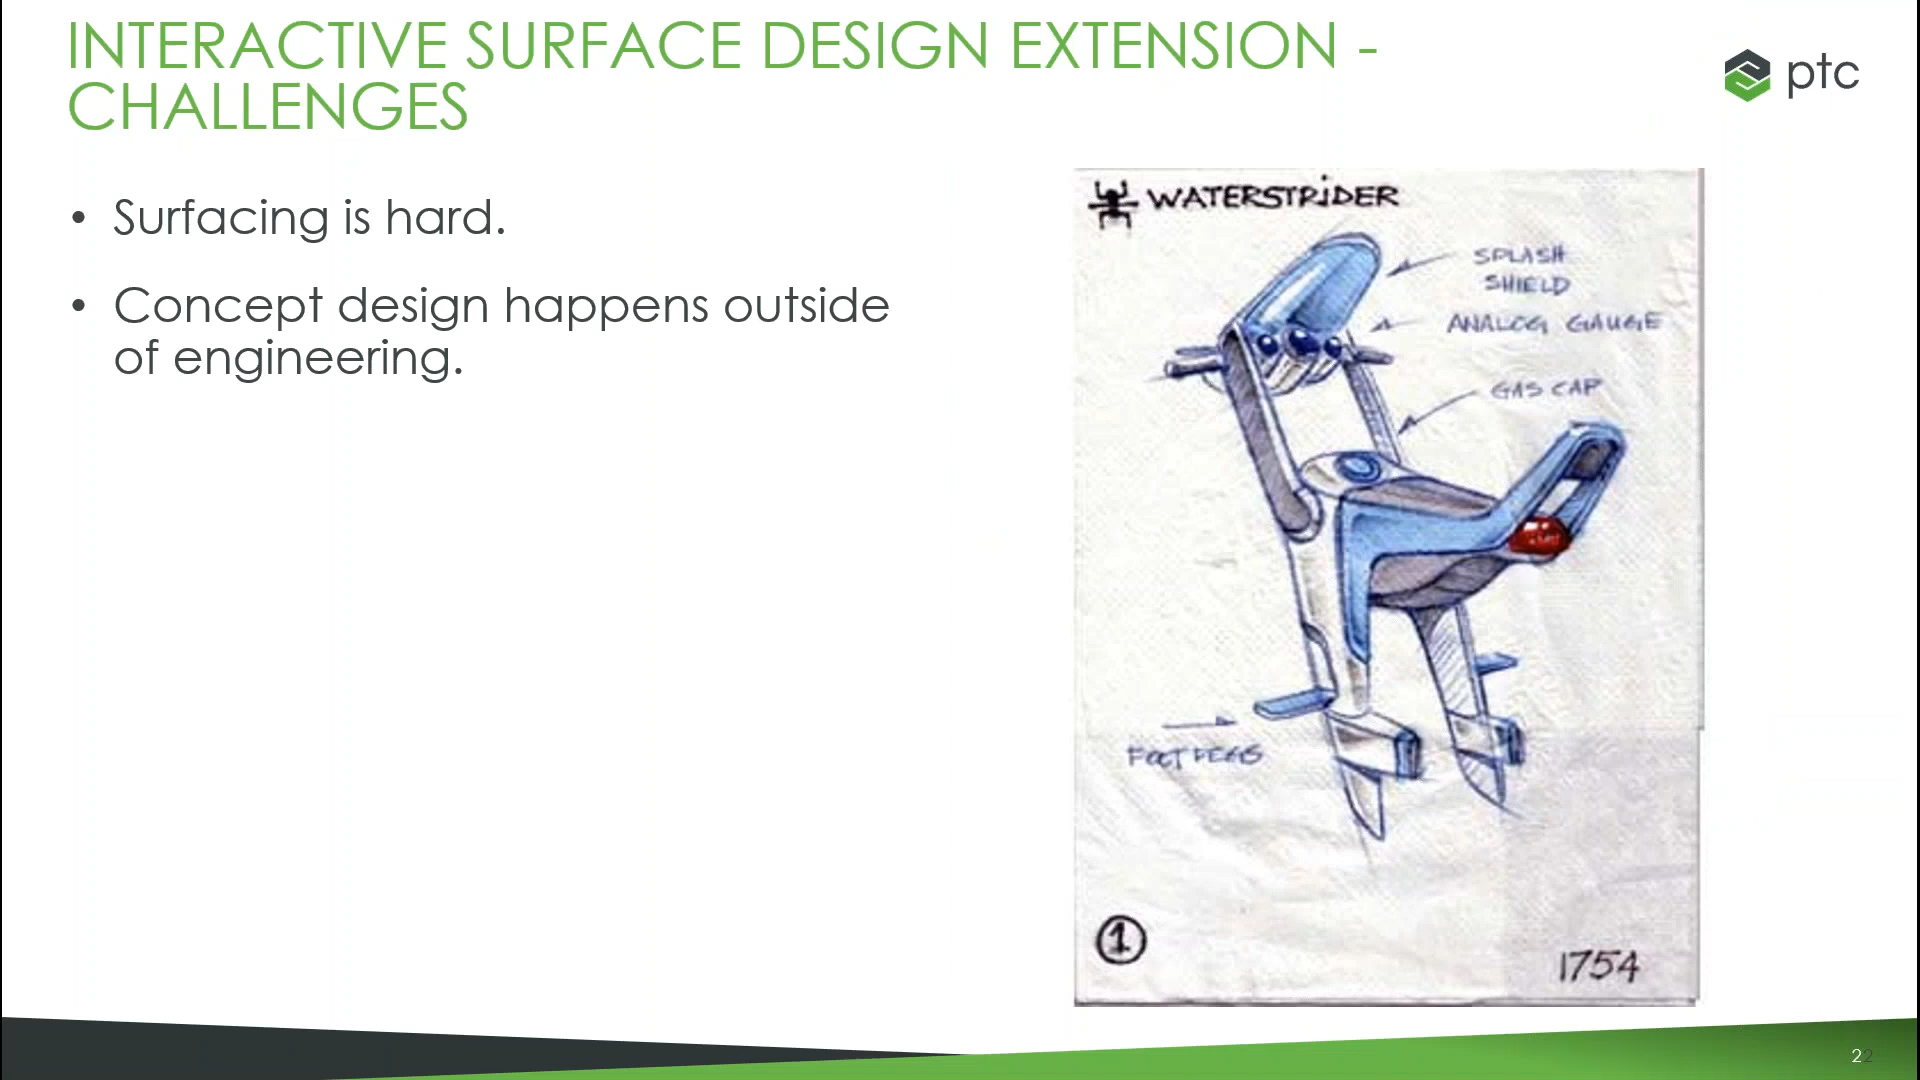 INTERACTIVE SURFACE DESIGN EXTENSION -
CHALLENGES
ptc
• Surfacing is hard.
• Concept design happens outside
of engineering.
WATERSTRIDER
SPLASH
SHIELD
ANALOG GAUGE
GAS CAP
FOOT PEGS
1
1754
22